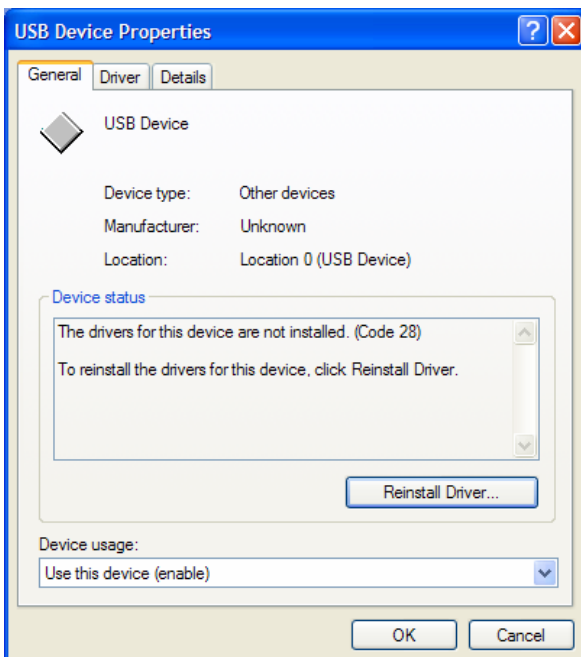 USB Device Properties
General Driver Details
USB Device
Device type: Other devices
Manufacturer: Unknown
Location: Location 0 (USB Device)
Device status
The drivers for this device are not installed. (Code 28)
To reinstall the drivers for this device, click Reinstall Driver.
Reinstall Driver...
Device usage:
Use this device (enable)
OK Cancel